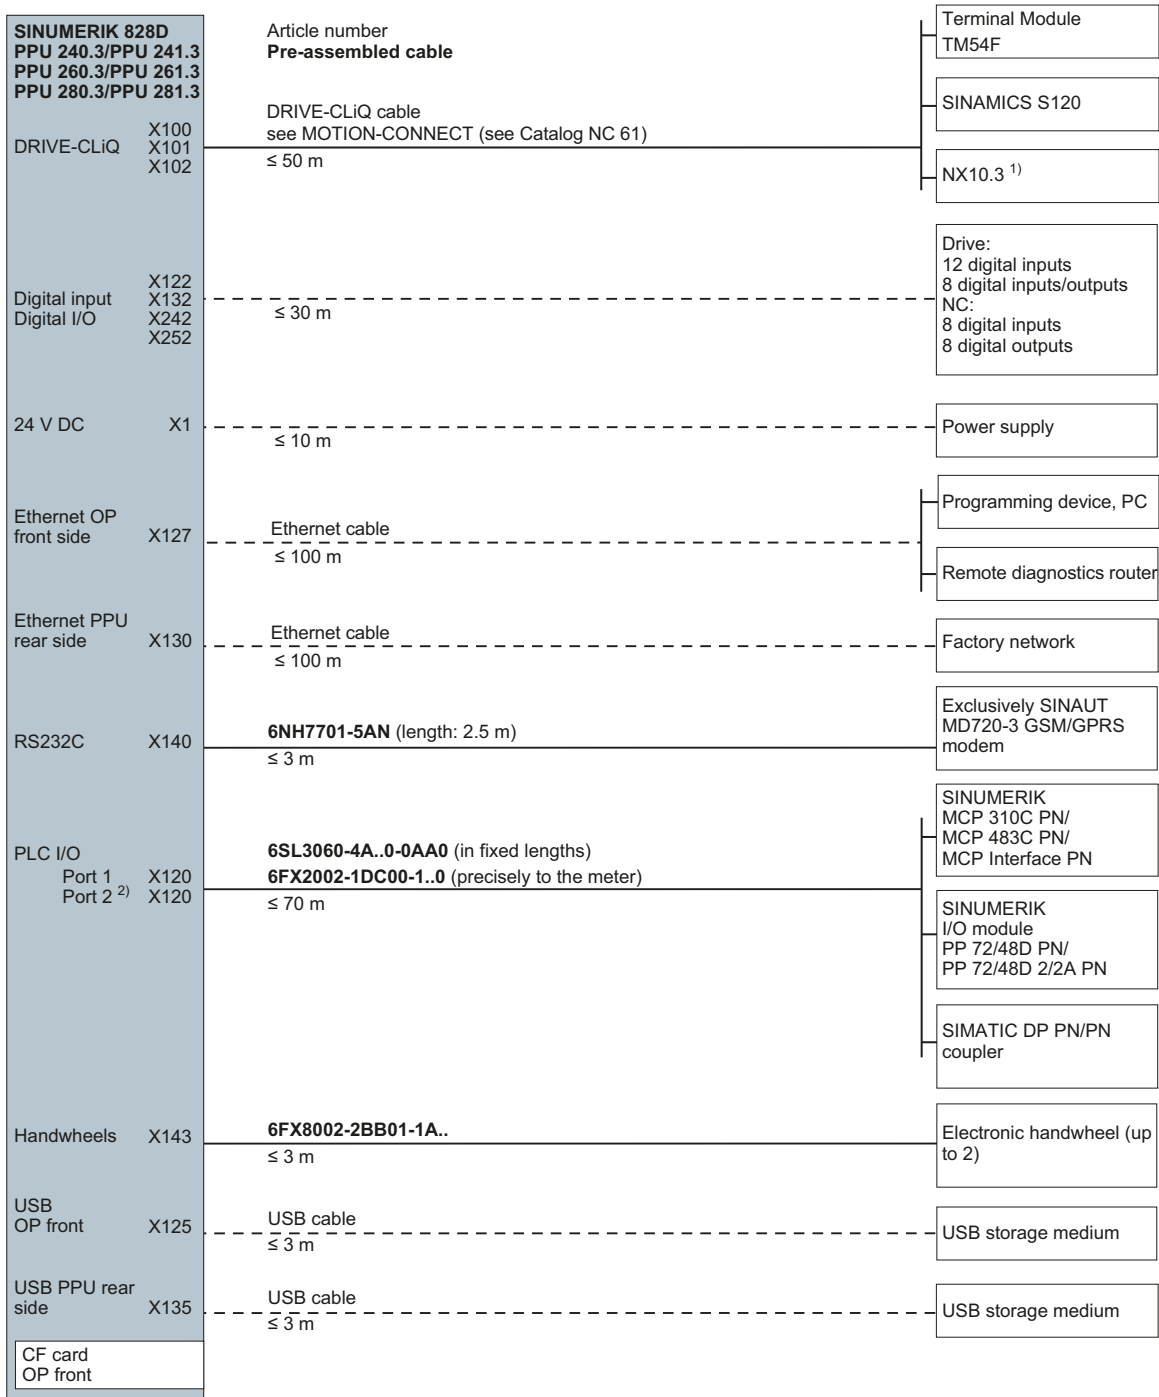 SINUMERIK 828D
PPU 240.3/PPU 241.3
PPU 260.3/PPU 261.3
PPU 280.3/PPU 281.3
Article number
Pre-assembled cable
DRIVE-CLiQ
X100
X101
X102
DRIVE-CLiQ cable
see MOTION-CONNECT (see Catalog NC 61)
≤ 50 m
Terminal Module
TM54F
SINAMICS S120
NX10.3 1)
Digital input
Digital I/O
X122
X132
X242
X252
≤ 30 m
Drive:
12 digital inputs
8 digital inputs/outputs
NC:
8 digital inputs
8 digital outputs
24 V DC
X1
≤ 10 m
Power supply
Ethernet OP
front side
X127
Ethernet cable
≤ 100 m
Programming device, PC
Remote diagnostics router
Ethernet PPU
rear side
X130
Ethernet cable
≤ 100 m
Factory network
RS232C
X140
6NH7701-5AN (length: 2.5 m)
≤ 3 m
Exclusively SINAUT
MD720-3 GSM/GPRS
modem
PLC I/O
Port 1 X120
Port 2 2) X120
6SL3060-4A..0-0AA0 (in fixed lengths)
6FX2002-1DC00-1..0 (precisely to the meter)
≤ 70 m
SINUMERIK
MCP 310C PN/
MCP 483C PN/
MCP Interface PN
SINUMERIK
I/O module
PP 72/48D PN/
PP 72/48D 2/2A PN
SIMATIC DP PN/PN
coupler
Handwheels
X143
6FX8002-2BB01-1A..
≤ 3 m
Electronic handwheel (up
to 2)
USB
OP front
X125
USB cable
≤ 3 m
USB storage medium
USB PPU rear
side
X135
USB cable
≤ 3 m
USB storage medium
CF card
OP front